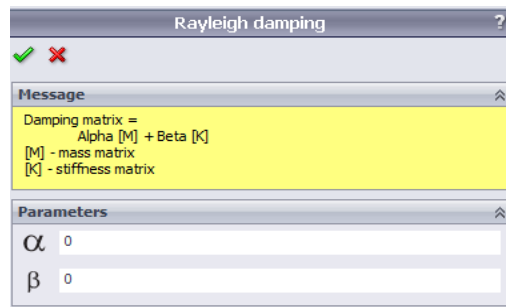 Rayleigh damping ?
Message
Damping matrix =
Alpha [M] + Beta [K]
[M] - mass matrix
[K] - stiffness matrix
Parameters
α 0
β 0